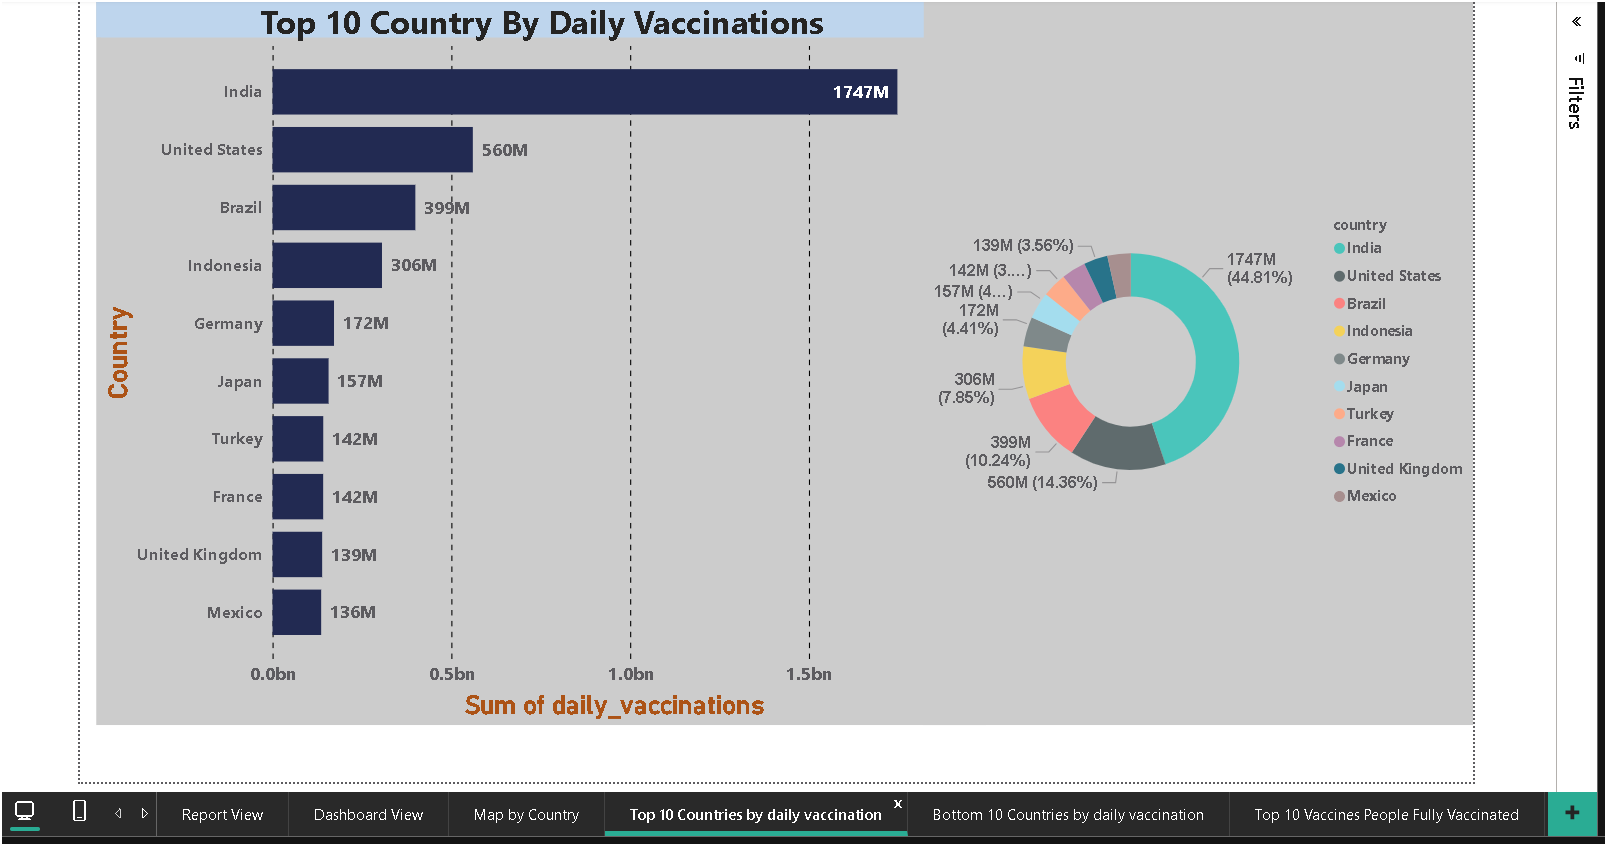 Top 10 Country By Daily Vaccinations
India
1747M
United States
560M
Brazil
399M
Indonesia
306M
Germany
172M
Japan
157M
Turkey
142M
France
142M
United Kingdom
139M
Mexico
136M
Country
0.0bn
0.5bn
1.0bn
1.5bn
Sum of daily_vaccinations
139M (3.56%)
142M (3....)
157M (4...)
172M
(4.41%)
306M
(7.85%)
399M
(10.24%)
560M (14.36%)
1747M
(44.81%)
country
India
United States
Brazil
Indonesia
Germany
Japan
Turkey
France
United Kingdom
Mexico
Filters
Report View
Dashboard View
Map by Country
Top 10 Countries by daily vaccination
x
Bottom 10 Countries by daily vaccination
Top 10 Vaccines People Fully Vaccinated
+